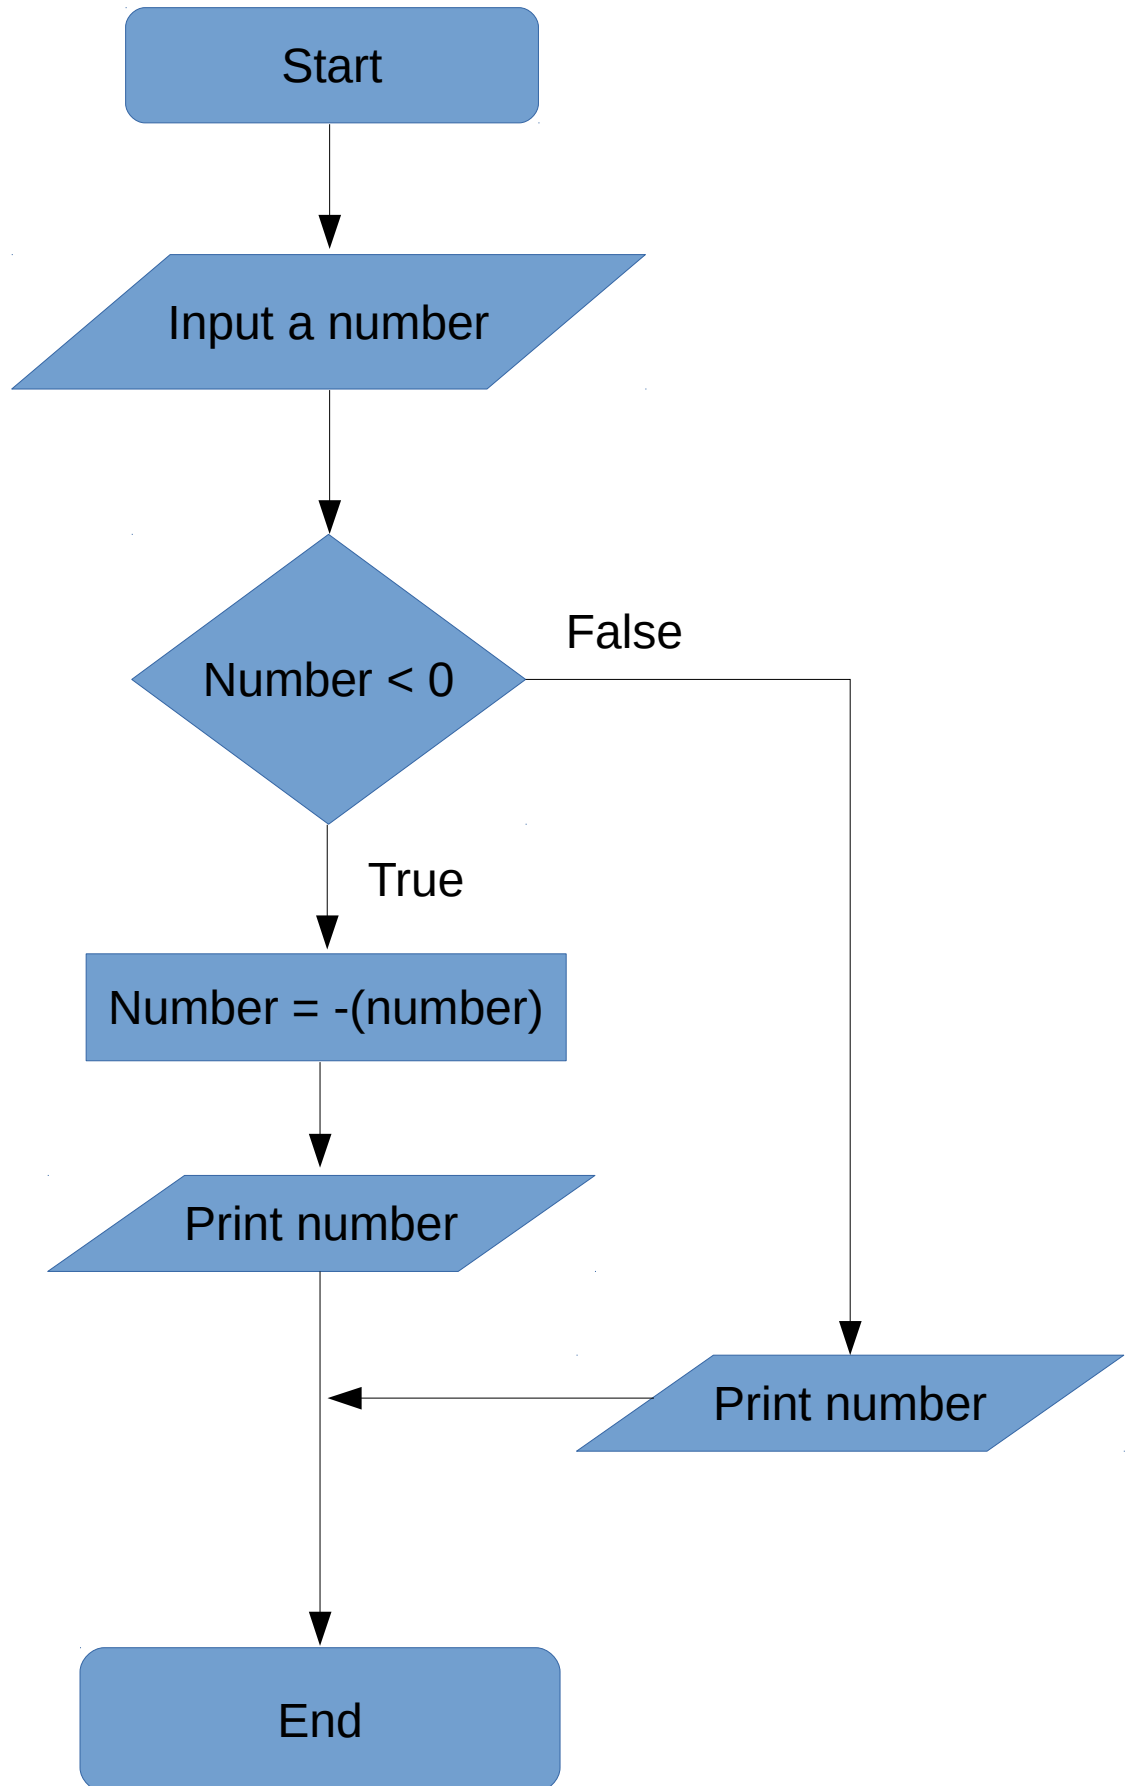 Start
Input a number
False
Number < 0
True
Number = -(number)
Print number
Print number
End